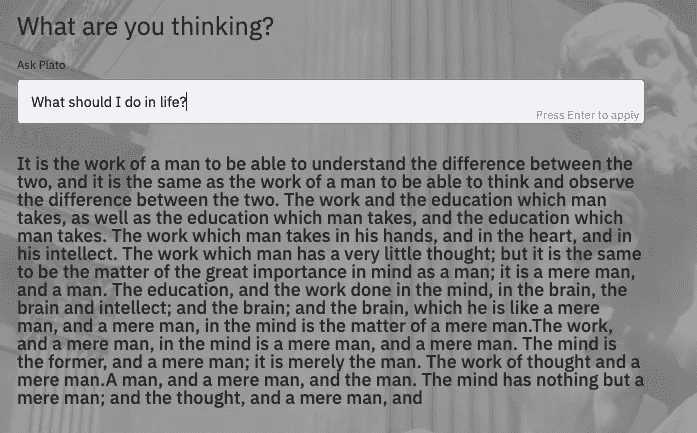 What are you thinking?
Ask Plato
What should I do in life?
Press Enter to apply
It is the work of a man to be able to understand the difference between the
two, and it is the same as the work of a man to be able to think and observe
the difference between the two. The work and the education which man
takes, as well as the education which man takes, and the education which
man takes. The work which man takes in his hands, and in the heart, and in
his intellect. The work which man has a very little thought; but it is the same
to be the matter of the great importance in mind as a man; it is a mere man,
and a man. The education, and the work done in the mind, in the brain, the
brain and intellect; and the brain; and the brain, which he is like a mere
man, and a mere man, in the mind is the matter of a mere man.The work,
and a mere man, in the mind is a mere man, and a mere man. The mind is
the former, and a mere man; it is merely the man. The work of thought and a
mere man.A man, and a mere man, and the man. The mind has nothing but a
mere man; and the thought, and a mere man, and